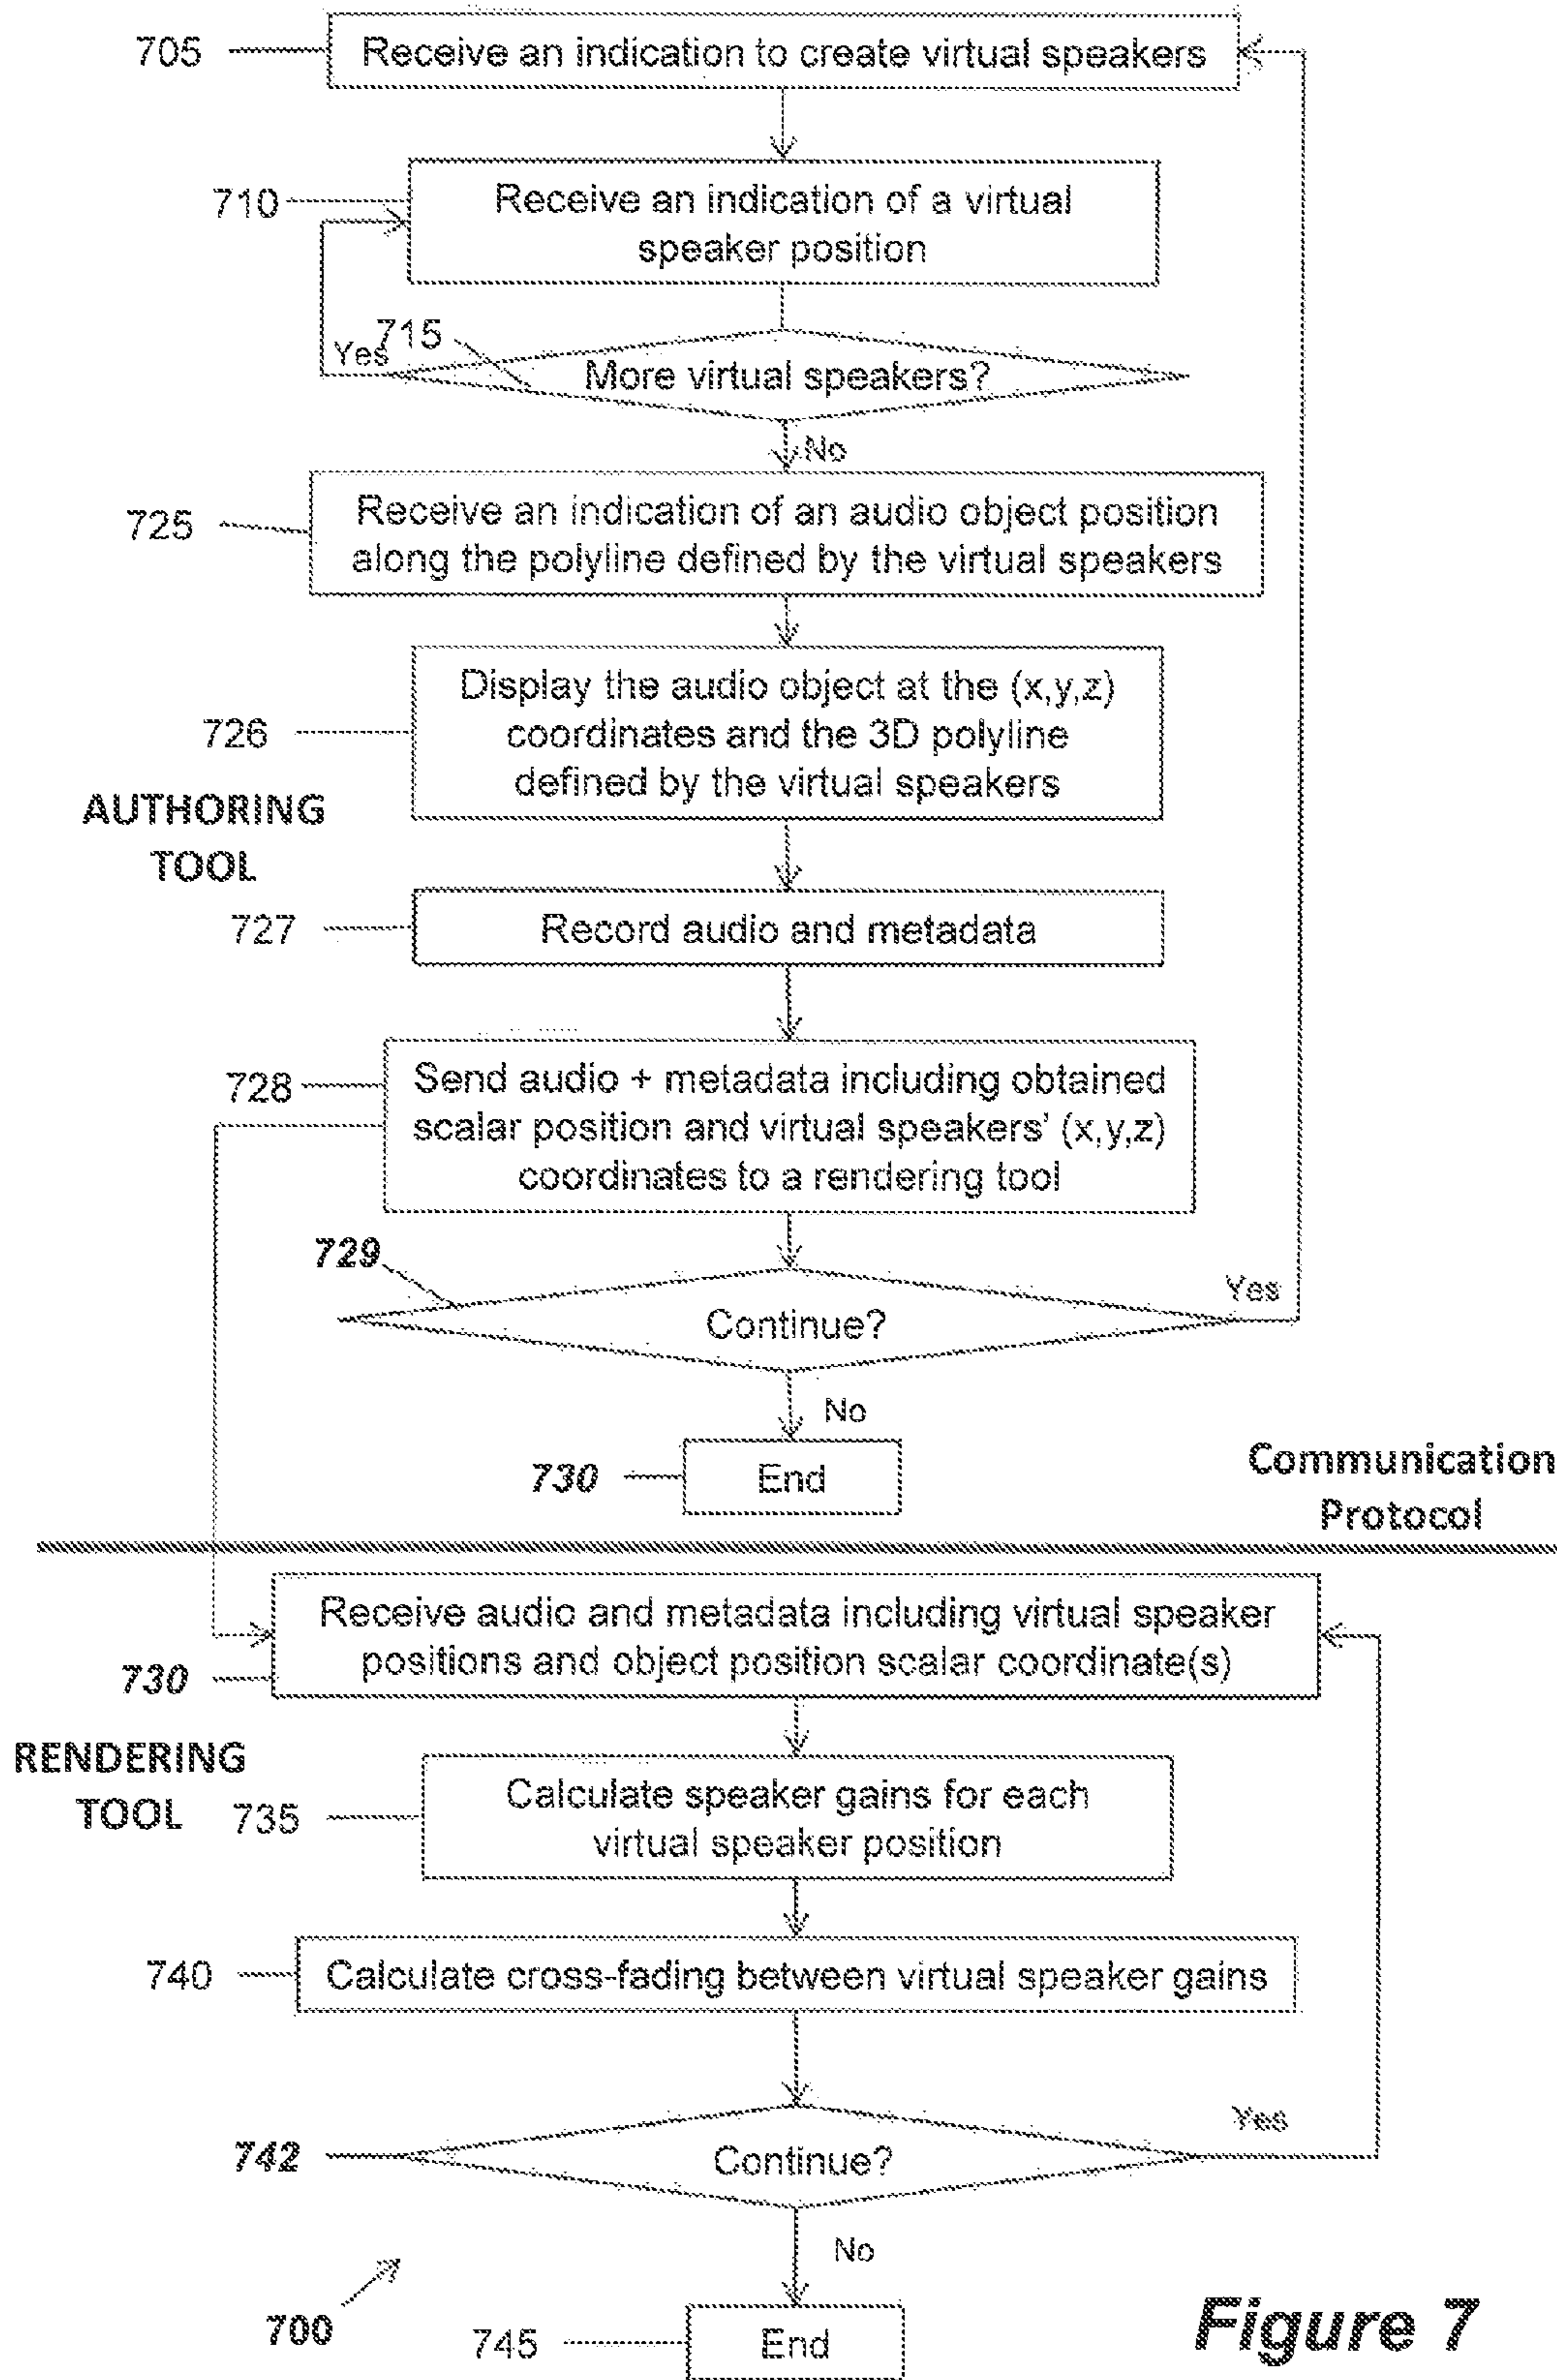 705
Receive an indication to create virtual speakers
710
Receive an indication of a virtual
speaker position
715
Yes
More virtual speakers?
No
725
Receive an indication of an audio object position
along the polyline defined by the virtual speakers
726
Display the audio object at the (x,y,z)
coordinates and the 3D polyline
defined by the virtual speakers
AUTHORING
TOOL
727
Record audio and metadata
728
Send audio + metadata including obtained
scalar position and virtual speakers' (x,y,z)
coordinates to a rendering tool
729
Yes
Continue?
No
730
End
Communication
Protocol
Receive audio and metadata including virtual speaker
positions and object position scalar coordinate(s)
730
RENDERING
TOOL
735
Calculate speaker gains for each
virtual speaker position
740
Calculate cross-fading between virtual speaker gains
Yes
742
Continue?
No
700
745
End
Figure 7